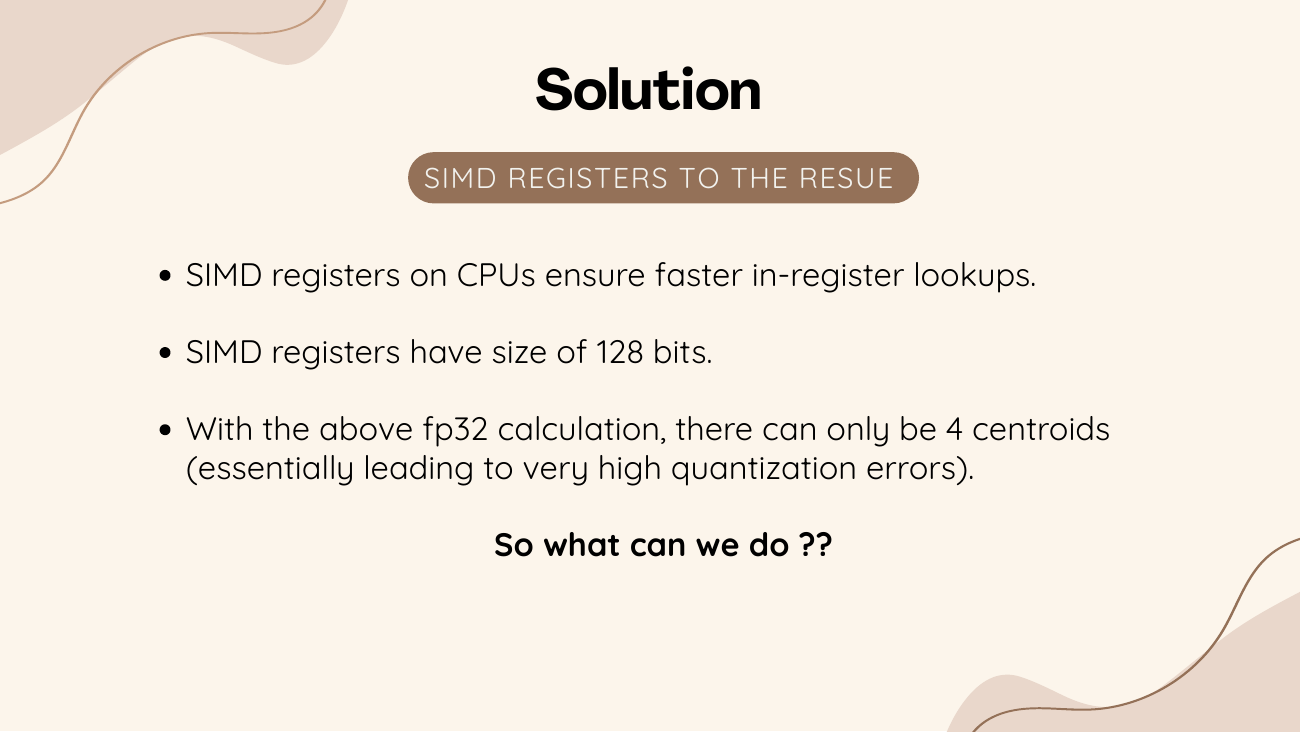 Solution
SIMD REGISTERS TO THE RESUE
• SIMD registers on CPUs ensure faster in-register lookups.
• SIMD registers have size of 128 bits.
• With the above fp32 calculation, there can only be 4 centroids
(essentially leading to very high quantization errors).
So what can we do ??